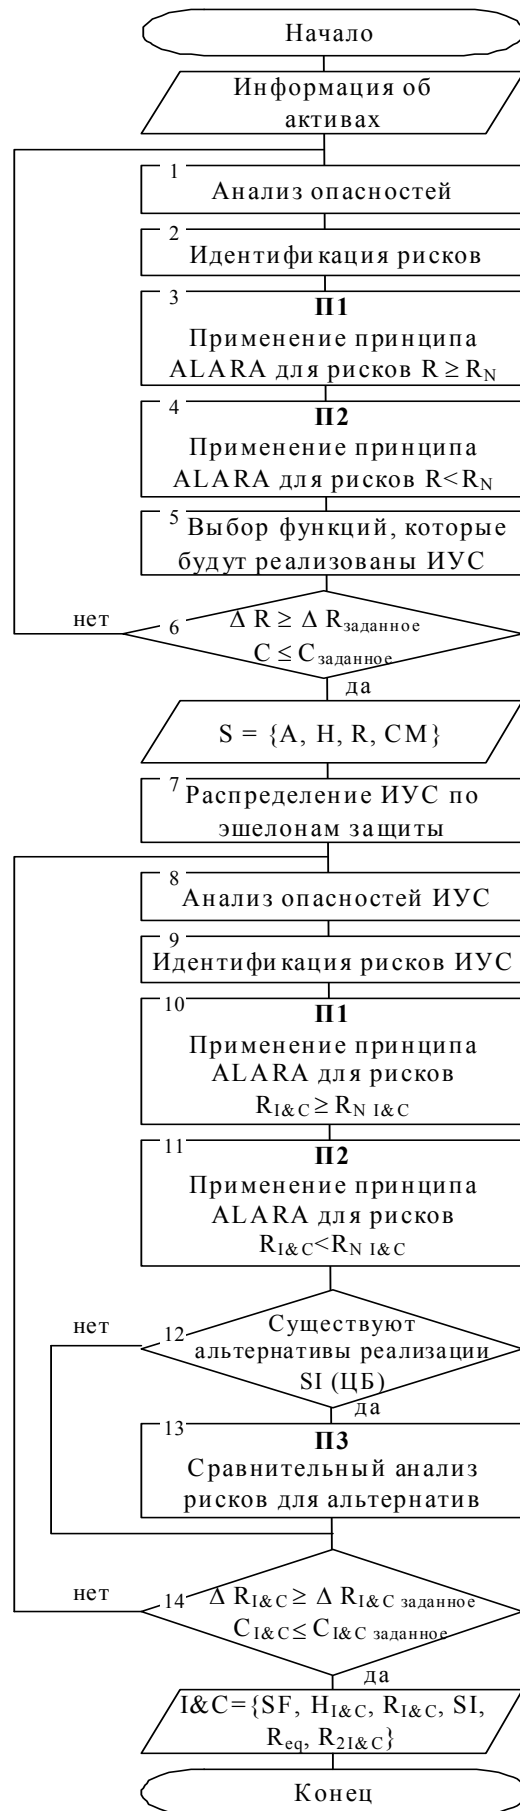 Начало
Информация об
активах
1
Анализ опасностей
2
Идентификация рисков
3
П1
Применение принципа
ALARA для рисков R ≥ R_N
4
П2
Применение принципа
ALARA для рисков R<R_N
5 Выбор функций, которые
будут реализованы ИУС
нет
6
Δ R ≥ Δ R_заданное
C ≤ C_заданное
да
S = {A, H, R, CM}
7 Распределение ИУС по
эшелонам защиты
8
Анализ опасностей ИУС
9
Идентификация рисков ИУС
10
П1
Применение принципа
ALARA для рисков
R_I&C ≥ R_N I&C
11
П2
Применение принципа
ALARA для рисков
R_I&C<R_N I&C
нет
12
Существуют
альтернативы реализации
SI (ЦБ)
да
13
П3
Сравнительный анализ
рисков для альтернатив
нет
14
Δ R_I&C ≥ Δ R_I&C заданное
C_I&C ≤ C_I&C заданное
да
I&C={SF, H_I&C, R_I&C, SI,
R_eq, R_2I&C}
Конец